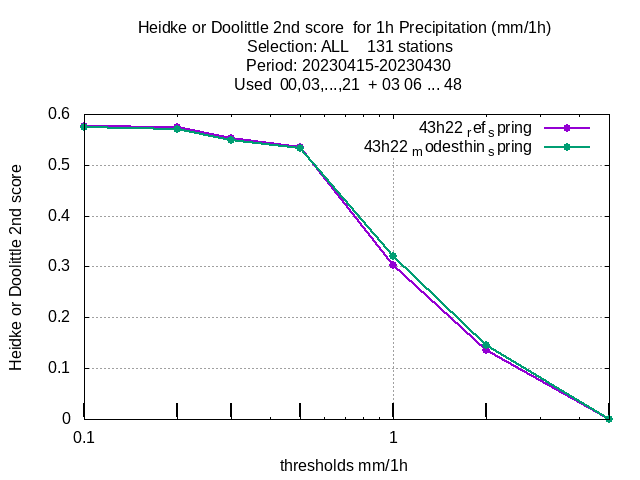 Heidke or Doolittle 2nd score  for 1h Precipitation (mm/1h)
Selection: ALL    131 stations
Period: 20230415-20230430
Used  00,03,...,21  + 03 06 ... 48
43h22 ref spring
43h22 modesthin spring
0.6
0.5
0.4
0.3
0.2
0.1
0
Heidke or Doolittle 2nd score
0.1
1
thresholds mm/1h